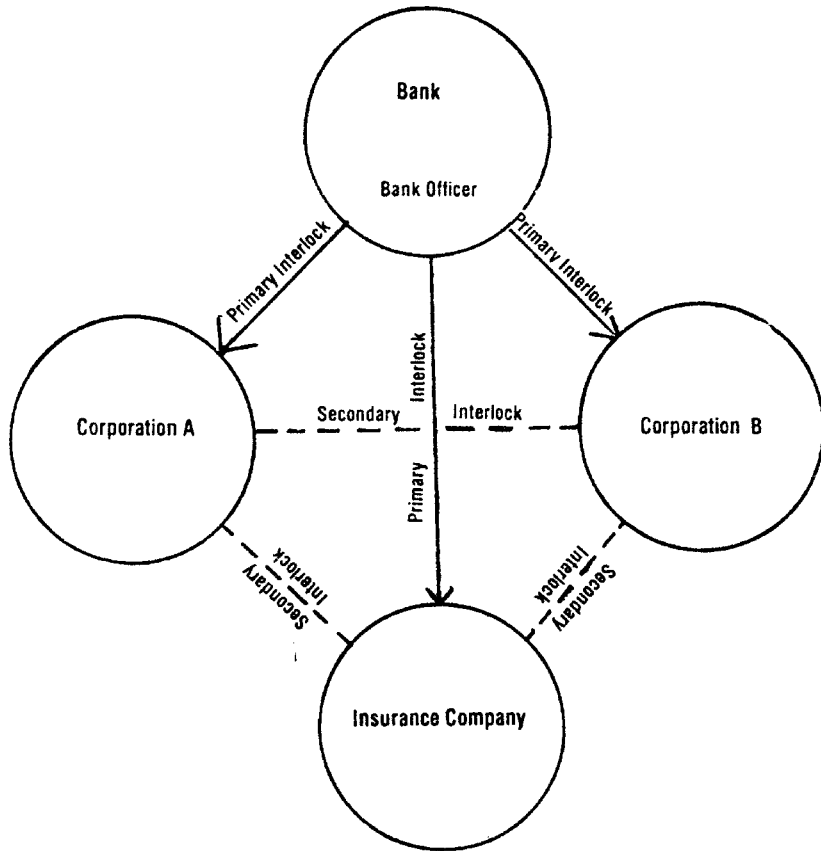 Bank
Bank Officer
Primary Interlock
Primary Interlock
Primary Interlock
Corporation A
Secondary Interlock
Corporation B
Secondary Interlock
Secondary Interlock
Insurance Company